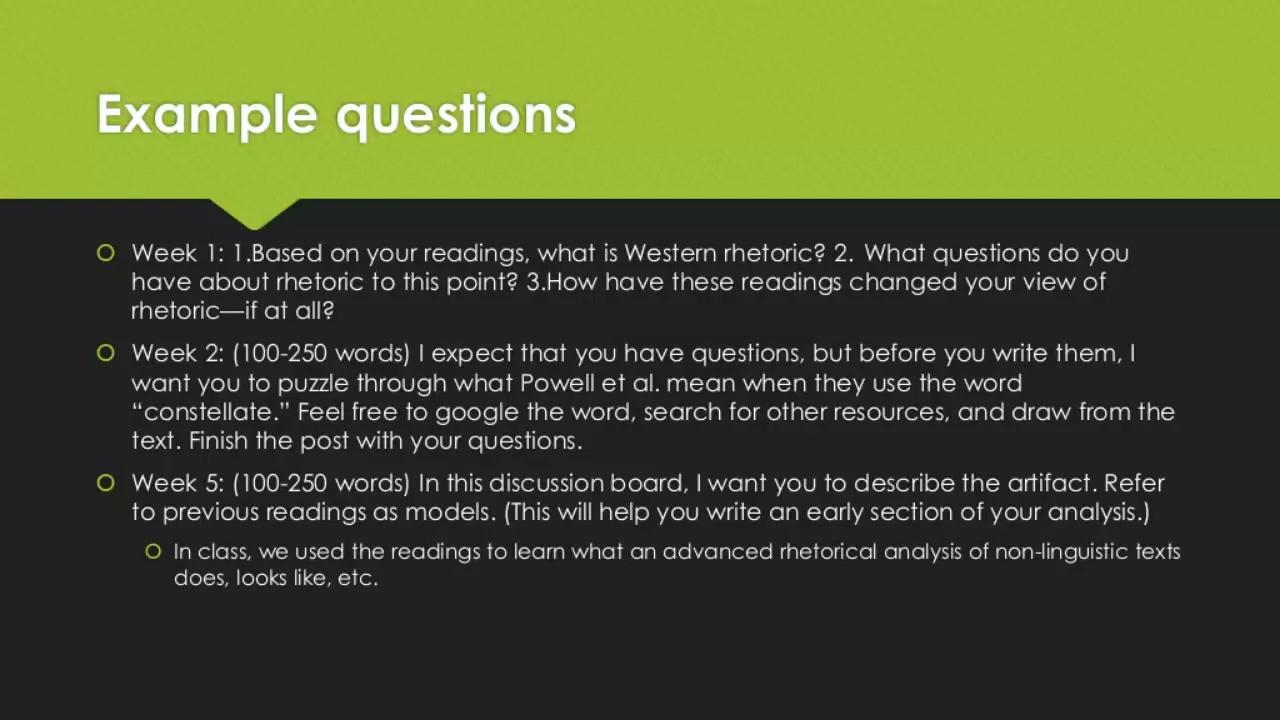 Example questions
Week 1: 1.Based on your readings, what is Western rhetoric? 2. What questions do you
have about rhetoric to this point? 3.How have these readings changed your view of
rhetoric—if at all?
Week 2: (100-250 words) I expect that you have questions, but before you write them, I
want you to puzzle through what Powell et al. mean when they use the word
“constellate.” Feel free to google the word, search for other resources, and draw from the
text. Finish the post with your questions.
Week 5: (100-250 words) In this discussion board, I want you to describe the artifact. Refer
to previous readings as models. (This will help you write an early section of your analysis.)
In class, we used the readings to learn what an advanced rhetorical analysis of non-linguistic texts
does, looks like, etc.